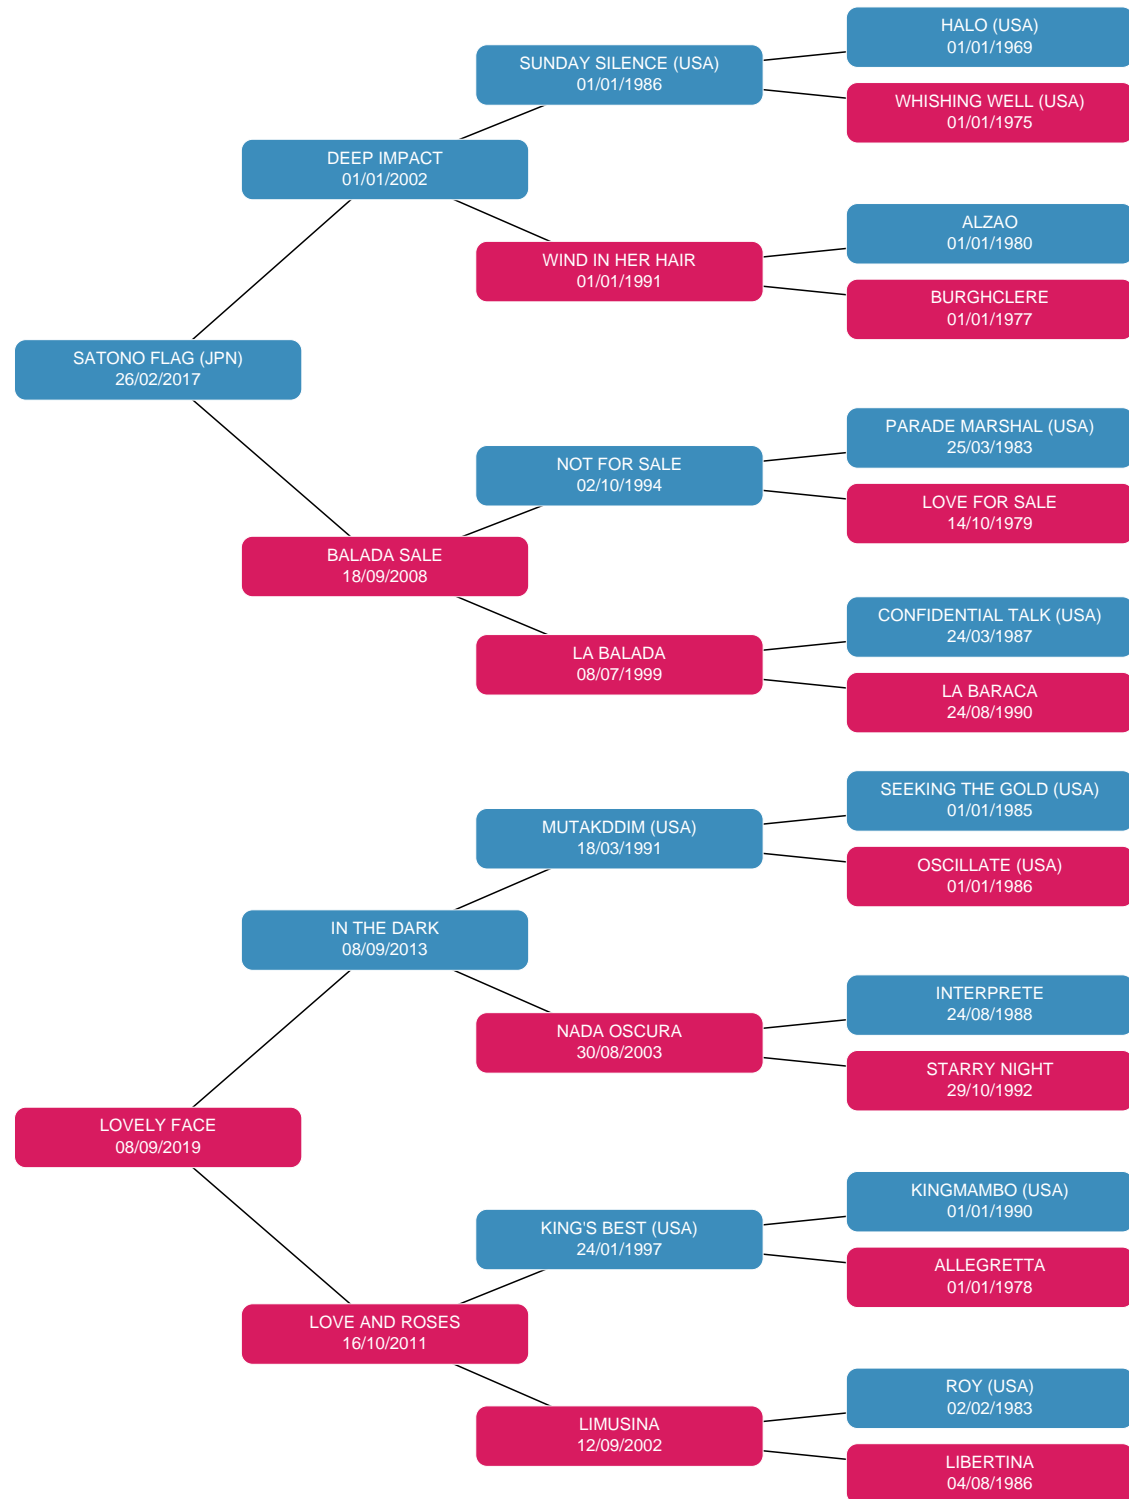 HALO (USA)
01/01/1969
SUNDAY SILENCE (USA)
01/01/1986
WHISHING WELL (USA)
01/01/1975
DEEP IMPACT
01/01/2002
ALZAO
01/01/1980
WIND IN HER HAIR
01/01/1991
BURGHCLERE
01/01/1977
SATONO FLAG (JPN)
26/02/2017
PARADE MARSHAL (USA)
25/03/1983
NOT FOR SALE
02/10/1994
LOVE FOR SALE
14/10/1979
BALADA SALE
18/09/2008
CONFIDENTIAL TALK (USA)
24/03/1987
LA BALADA
08/07/1999
LA BARACA
24/08/1990
SEEKING THE GOLD (USA)
01/01/1985
MUTAKDDIM (USA)
18/03/1991
OSCILLATE (USA)
01/01/1986
IN THE DARK
08/09/2013
INTERPRETE
24/08/1988
NADA OSCURA
30/08/2003
STARRY NIGHT
29/10/1992
LOVELY FACE
08/09/2019
KINGMAMBO (USA)
01/01/1990
KING'S BEST (USA)
24/01/1997
ALLEGRETTA
01/01/1978
LOVE AND ROSES
16/10/2011
ROY (USA)
02/02/1983
LIMUSINA
12/09/2002
LIBERTINA
04/08/1986